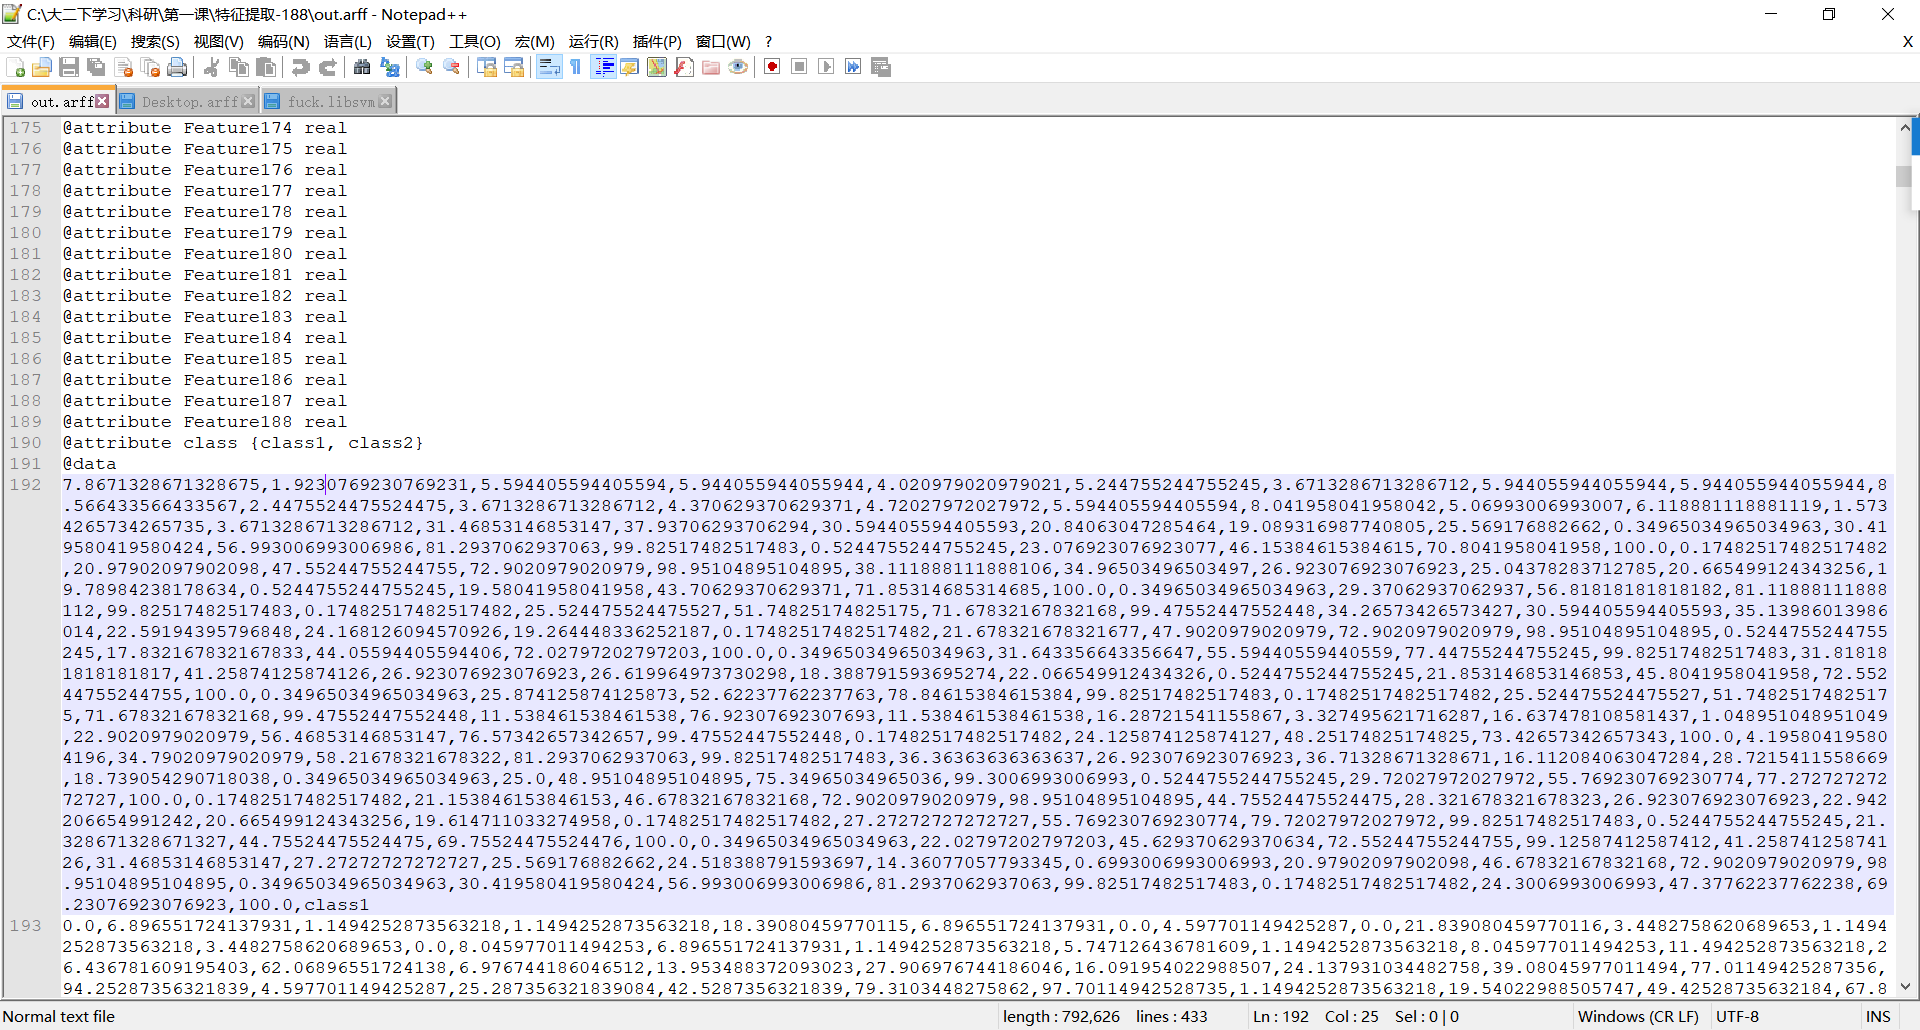 C:\大二下学习\科研\第一课\特征提取-188\out.arff - Notepad++
文件(F) 编辑(E) 搜索(S) 视图(V) 编码(N) 语言(L) 设置(T) 工具(O) 宏(M) 运行(R) 插件(P) 窗口(W) ? X
out.arff Desktop.arff fuck.libsvm
175 @attribute Feature174 real
176 @attribute Feature175 real
177 @attribute Feature176 real
178 @attribute Feature177 real
179 @attribute Feature178 real
180 @attribute Feature179 real
181 @attribute Feature180 real
182 @attribute Feature181 real
183 @attribute Feature182 real
184 @attribute Feature183 real
185 @attribute Feature184 real
186 @attribute Feature185 real
187 @attribute Feature186 real
188 @attribute Feature187 real
189 @attribute Feature188 real
190 @attribute class {class1, class2}
191 @data
192 7.8671328671328675,1.9230769230769231,5.594405594405594,5.944055944055944,4.020979020979021,5.244755244755245,3.6713286713286712,5.944055944055944,5.944055944055944,8
.566433566433567,2.4475524475524475,3.6713286713286712,4.370629370629371,4.72027972027972,5.594405594405594,8.041958041958042,5.06993006993007,6.118881118881119,1.573
4265734265735,3.6713286713286712,31.46853146853147,37.93706293706294,30.594405594405593,20.84063047285464,19.089316987740805,25.569176882662,0.34965034965034963,30.41
9580419580424,56.993006993006986,81.2937062937063,99.82517482517483,0.5244755244755245,23.076923076923077,46.15384615384615,70.8041958041958,100.0,0.17482517482517482
,20.97902097902098,47.55244755244755,72.9020979020979,98.95104895104895,38.111888111888106,34.96503496503497,26.923076923076923,25.04378283712785,20.665499124343256,19
9.78984238178634,0.5244755244755245,19.58041958041958,43.70629370629371,71.85314685314685,100.0,0.34965034965034963,29.37062937062937,56.81818181818182,81.11888111888
112,99.82517482517483,0.17482517482517482,25.524475524475527,51.74825174825175,71.67832167832168,99.47552447552448,34.26573426573427,30.594405594405593,35.13986013986
014,22.59194395796848,24.168126094570926,19.264448336252187,0.17482517482517482,21.678321678321677,47.9020979020979,72.9020979020979,98.95104895104895,0.5244755244755
245,17.832167832167833,44.05594405594406,72.02797202797203,100.0,0.34965034965034963,31.643356643356647,55.59440559440559,77.44755244755245,99.82517482517483,31.81818
181818181817,41.25874125874126,26.923076923076923,26.619964973730298,18.388791593695274,22.066549912434326,0.5244755244755245,21.853146853146853,45.8041958041958,72.552
44755244755,100.0,0.34965034965034963,25.874125874125873,52.62237762237763,78.84615384615384,99.82517482517483,0.17482517482517482,25.524475524475527,51.7482517482517
5,71.67832167832168,99.47552447552448,11.538461538461538,76.92307692307693,11.538461538461538,16.28721541155867,3.327495621716287,16.637478108581437,1.048951048951049
,22.9020979020979,56.46853146853147,76.57342657342657,99.47552447552448,0.17482517482517482,24.125874125874127,48.25174825174825,73.42657342657343,100.0,4.19580419580
4196,34.79020979020979,58.21678321678322,81.2937062937063,99.82517482517483,36.36363636363637,26.923076923076923,36.71328671328671,16.112084063047284,28.7215411558669
,18.739054290718038,0.34965034965034963,25.0,48.95104895104895,75.34965034965036,99.3006993006993,0.5244755244755245,29.72027972027972,55.769230769230774,77.272727272
72727,100.0,0.17482517482517482,21.153846153846153,46.67832167832168,72.9020979020979,98.95104895104895,44.75524475524475,28.321678321678323,26.923076923076923,22.942
206654991242,20.665499124343256,19.614711033274958,0.17482517482517482,27.27272727272727,55.769230769230774,79.72027972027972,99.82517482517483,0.5244755244755245,21.
328671328671327,44.75524475524475,69.75524475524476,100.0,0.34965034965034963,22.02797202797203,45.629370629370634,72.55244755244755,99.12587412587412,41.258741258741
26,31.46853146853147,27.27272727272727,25.569176882662,24.518388791593697,14.36077057793345,0.6993006993006993,20.97902097902098,46.67832167832168,72.9020979020979,98
.95104895104895,0.34965034965034963,30.419580419580424,56.993006993006986,81.2937062937063,99.82517482517483,0.17482517482517482,24.3006993006993,47.37762237762238,69
.23076923076923,100.0,class1
193 0.0,6.896551724137931,1.1494252873563218,1.1494252873563218,18.39080459770115,6.896551724137931,0.0,4.597701149425287,0.0,21.839080459770116,3.4482758620689653,1.1494
252873563218,3.4482758620689653,0.0,8.045977011494253,6.896551724137931,1.1494252873563218,5.747126436781609,1.1494252873563218,8.045977011494253,11.494252873563218,2
6.436781609195403,62.06896551724138,6.976744186046512,13.953488372093023,27.906976744186046,16.091954022988507,24.137931034482758,39.08045977011494,77.01149425287356,
94.25287356321839,4.597701149425287,25.287356321839084,42.5287356321839,79.3103448275862,97.70114942528735,1.1494252873563218,19.54022988505747,49.42528735632184,67.8
Normal text file length : 792,626 lines : 433 Ln : 192 Col : 25 Sel : 0 | 0 Windows (CR LF) UTF-8 INS